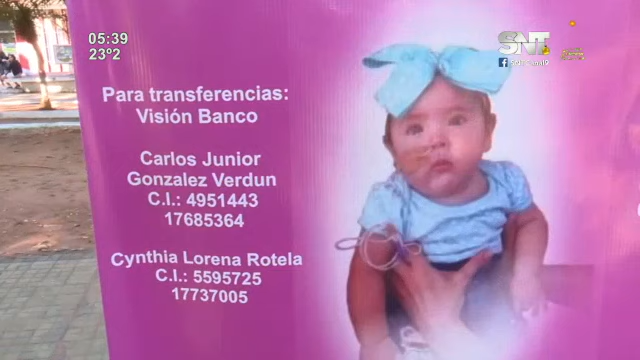 05:39
23°2
SNT
Para transferencias:
Visión Banco
Carlos Junior
Gonzalez Verdun
C.I.: 4951443
17685364
Cynthia Lorena Rotela
C.I.: 5595725
17737005